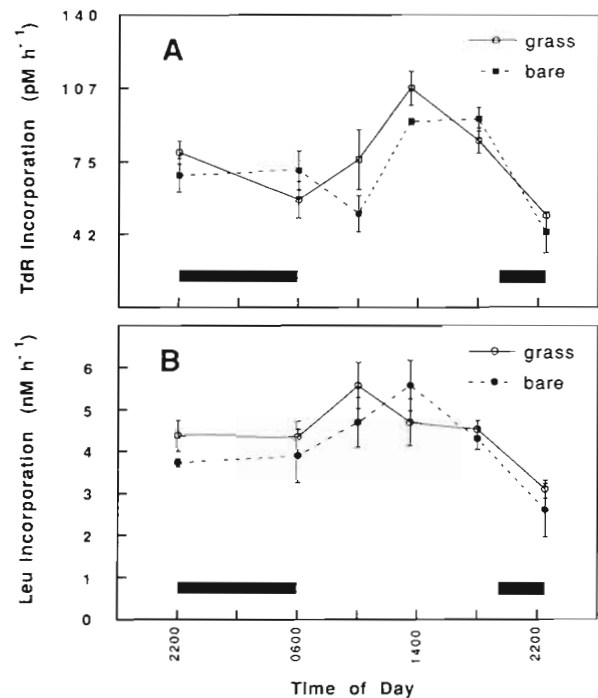 140
107
75
42
TdR Incorporation (pM h⁻¹)
A
grass
bare
6
5
4
3
2
1
0
Leu Incorporation (nM h⁻¹)
B
grass
bare
2200
0600
1400
2200
Time of Day